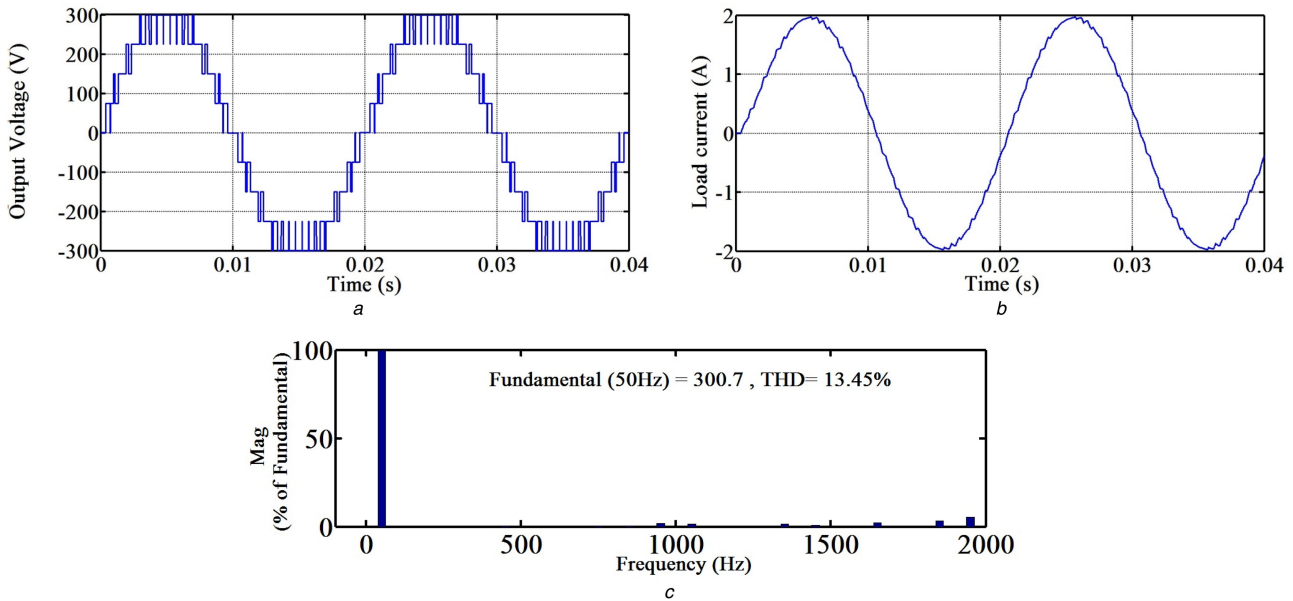 Output Voltage (V)
300
200
100
0
-100
-200
-300
0
0.01
0.02
0.03
0.04
Time (s)
a
Load current (A)
2
1
0
-1
-2
0
0.01
0.02
0.03
0.04
Time (s)
b
Mag
(% of Fundamental)
100
50
0
Fundamental (50Hz) = 300.7 , THD= 13.45%
0
500
1000
1500
2000
Frequency (Hz)
c